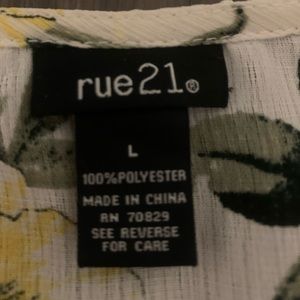 rue21®
L
100%POLYESTER
MADE IN CHINA
RN 70829
SEE REVERSE
FOR CARE